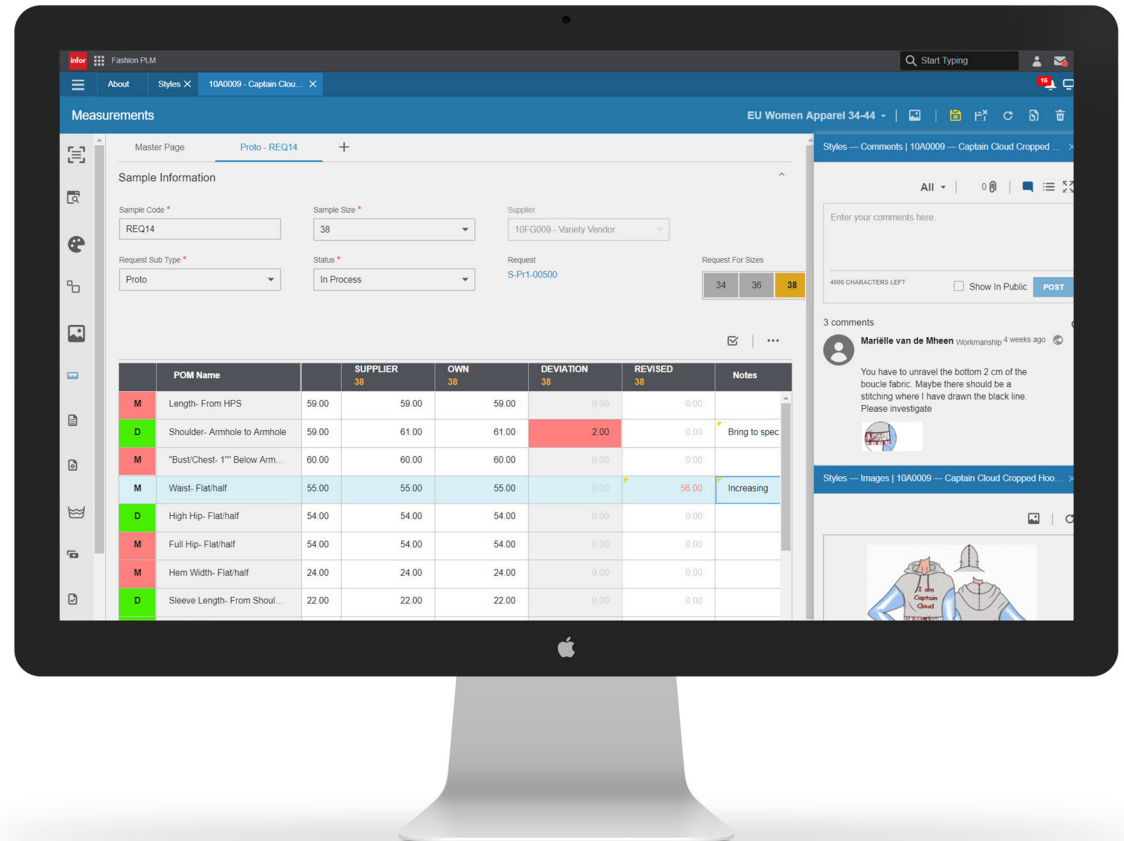 infor
Fashion PLM
Start Typing
About
Styles
10A0009 - Captain Clou...
16
Measurements
EU Women Apparel 34-44
Master Page
Proto - REQ14
Sample Information
Sample Code *
Sample Size *
Supplier
REQ14
38
10FG009 - Variety Vendor
Request Sub Type *
Status *
Request
Request For Sizes
Proto
In Process
S-Pr1-00500
34 36 38
POM Name
SUPPLIER
38
OWN
38
DEVIATION
38
REVISED
38
Notes
M Length- From HPS 59.00 59.00 59.00 0.00 0.00
D Shoulder- Armhole to Armhole 59.00 61.00 61.00 2.00 0.00 Bring to spec
M "Bust/Chest- 1"" Below Arm... 60.00 60.00 60.00 0.00 0.00
M Waist- Flat/half 55.00 55.00 55.00 0.00 56.00 Increasing
D High Hip- Flat/half 54.00 54.00 54.00 0.00 0.00
M Full Hip- Flat/half 54.00 54.00 54.00 0.00 0.00
M Hem Width- Flat/half 24.00 24.00 24.00 0.00 0.00
D Sleeve Length- From Shoul... 22.00 22.00 22.00 0.00 0.00
Styles — Comments | 10A0009 — Captain Cloud Cropped ...
All
0
Enter your comments here.
4000 CHARACTERS LEFT
Show In Public
POST
3 comments
Mariëlle van de Mheen Workmanship 4 weeks ago
You have to unravel the bottom 2 cm of the
boucle fabric. Maybe there should be a
stitching where I have drawn the black line.
Please investigate
Styles — Images | 10A0009 — Captain Cloud Cropped Hoo...
I am
Captain
Cloud